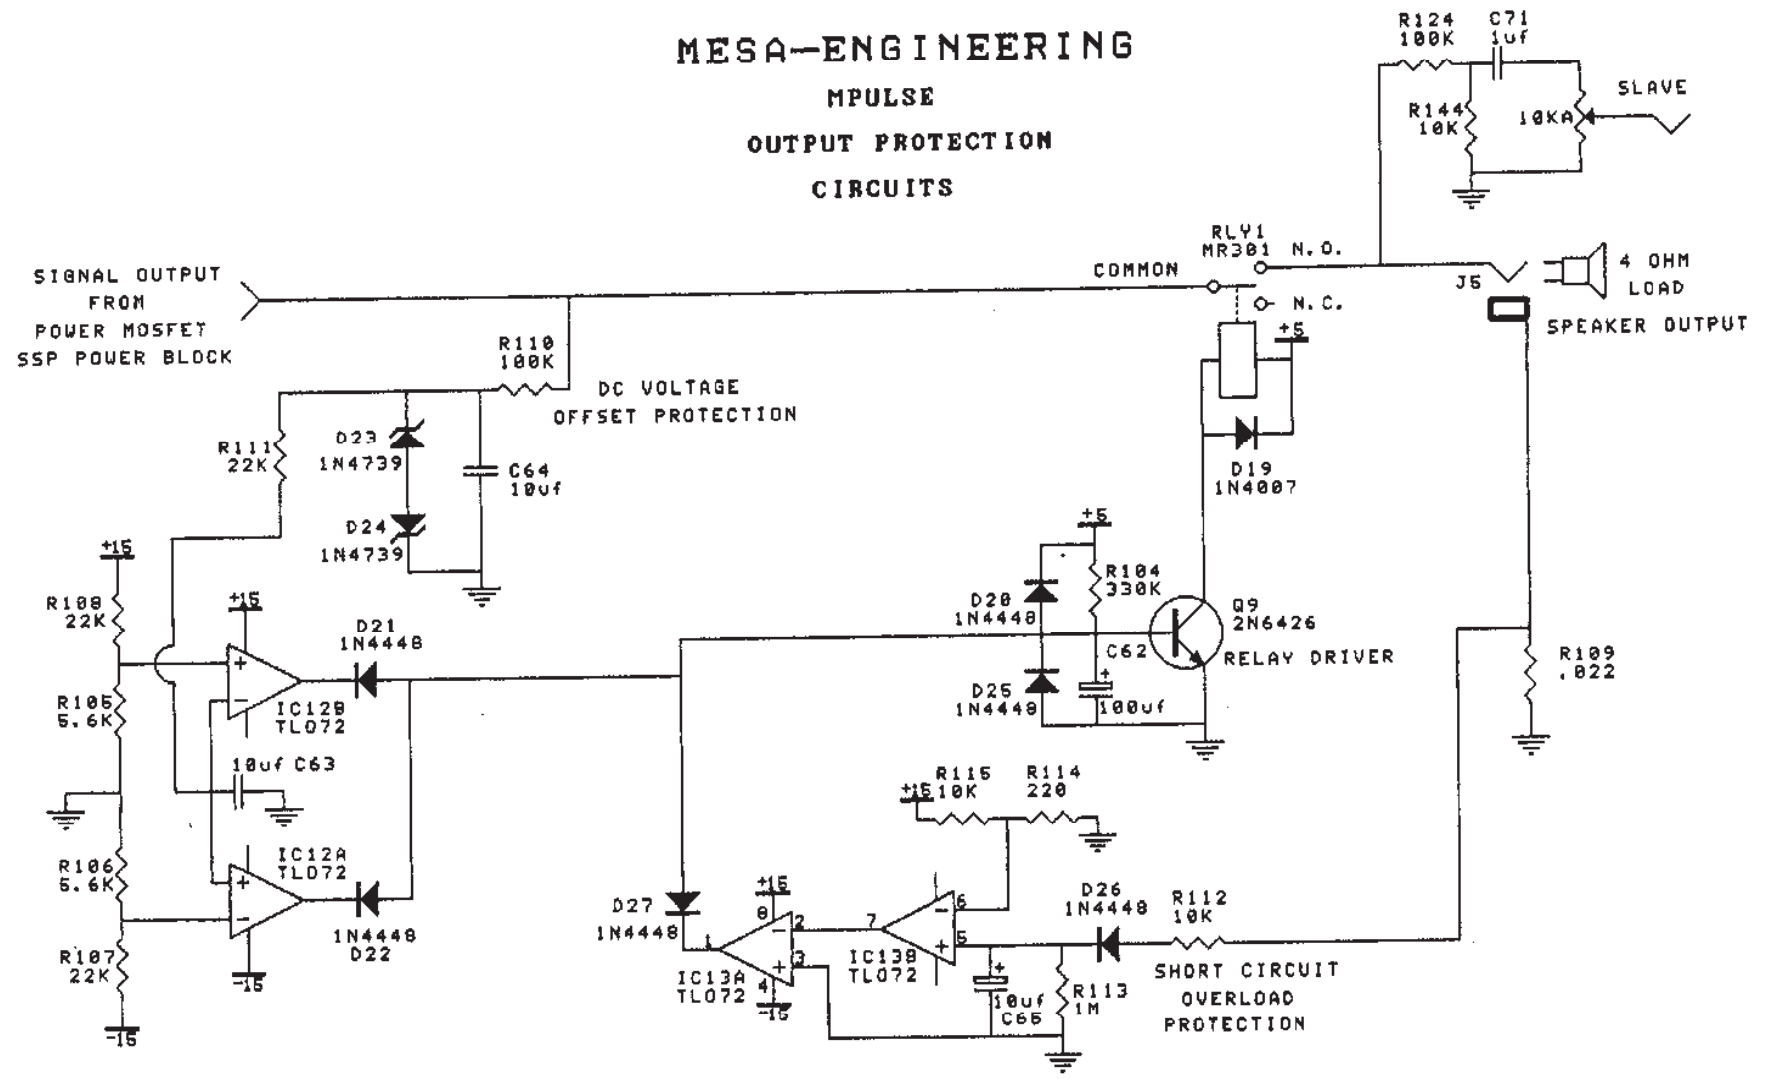 MESA-ENGINEERING
MPULSE
OUTPUT PROTECTION
CIRCUITS
R124
100K
C71
1uf
R144
10K
10KA
SLAVE
SIGNAL OUTPUT
FROM
POWER MOSFET
SSP POWER BLOCK
COMMON
RLY1
MR301
N.O.
N.C.
+5
J5
4 OHM
LOAD
SPEAKER OUTPUT
R110
100K
DC VOLTAGE
OFFSET PROTECTION
R111
22K
D23
1N4739
C64
10uf
D24
1N4739
D19
1N4007
+15
R108
22K
+15
D21
1N4448
+5
R104
330K
D20
1N4448
Q9
2N6426
RELAY DRIVER
C62
+
100uf
D25
1N4448
R109
.022
+
-
IC12B
TL072
R105
5.6K
10uf C63
R106
5.6K
IC12A
TL072
+
-
R107
22K
-15
-15
1N4448
D22
+15
R115
10K
R114
220
D27
1N4448
+15
8
2
-
1
+
3
4
-15
IC13A
TL072
7
6
-
+
5
IC13B
TL072
D26
1N4448
R112
10K
+
10uf
C65
R113
1M
SHORT CIRCUIT
OVERLOAD
PROTECTION